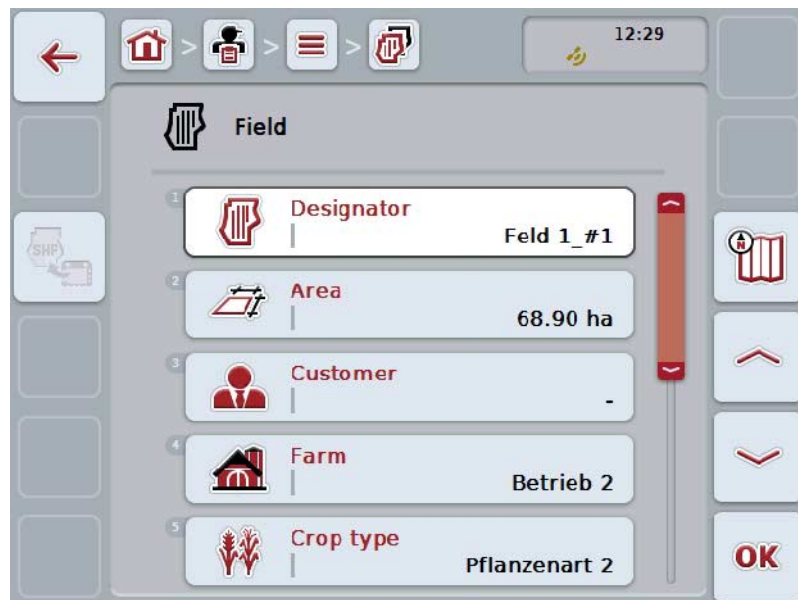 > > >
12:29
Field
1
Designator
Feld 1_#1
SHP
2
Area
68.90 ha
N
3
Customer
-
4
Farm
Betrieb 2
5
Crop type
Pflanzenart 2
OK